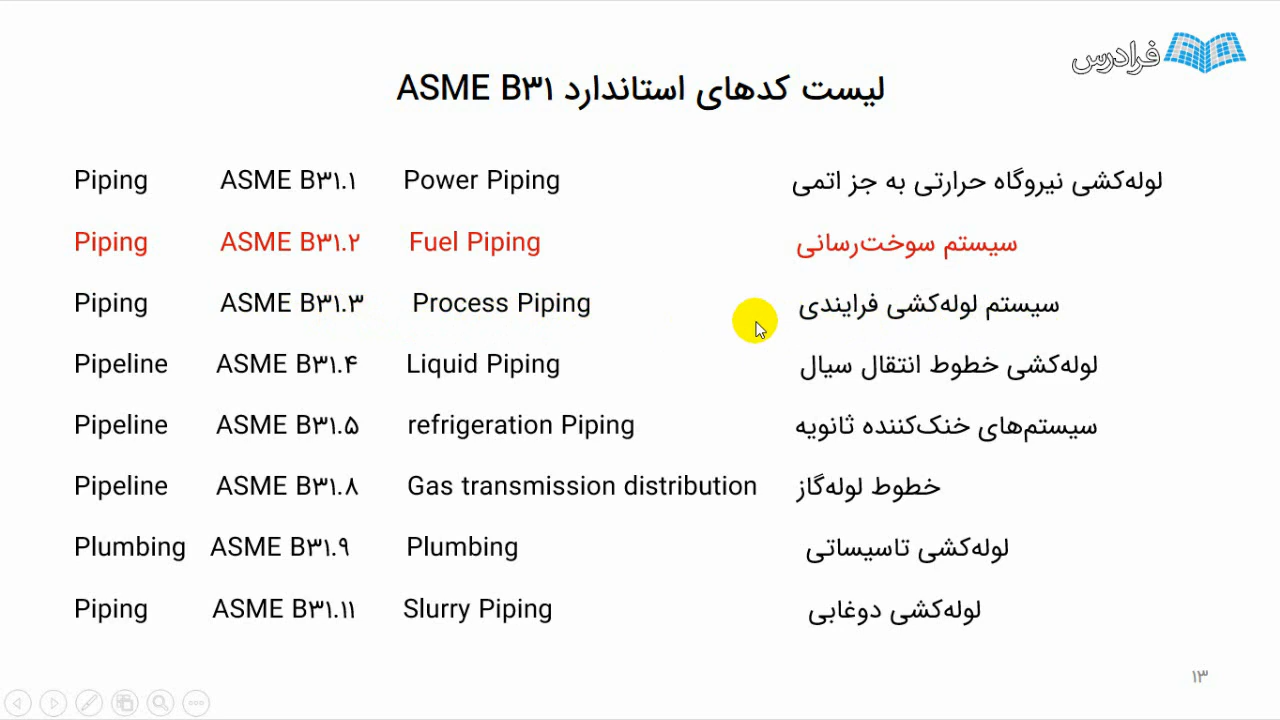 فرادرس
لیست کدهای استاندارد ASME B۳۱
Piping ASME B۳۱.۱ Power Piping لوله‌کشی نیروگاه حرارتی به جز اتمی
Piping ASME B۳۱.۲ Fuel Piping سیستم سوخت‌رسانی
Piping ASME B۳۱.۳ Process Piping سیستم لوله‌کشی فرایندی
Pipeline ASME B۳۱.۴ Liquid Piping لوله‌کشی خطوط انتقال سیال
Pipeline ASME B۳۱.۵ refrigeration Piping سیستم‌های خنک‌کننده ثانویه
Pipeline ASME B۳۱.۸ Gas transmission distribution خطوط لوله‌گاز
Plumbing ASME B۳۱.۹ Plumbing لوله‌کشی تاسیساتی
Piping ASME B۳۱.۱۱ Slurry Piping لوله‌کشی دوغابی
۱۳